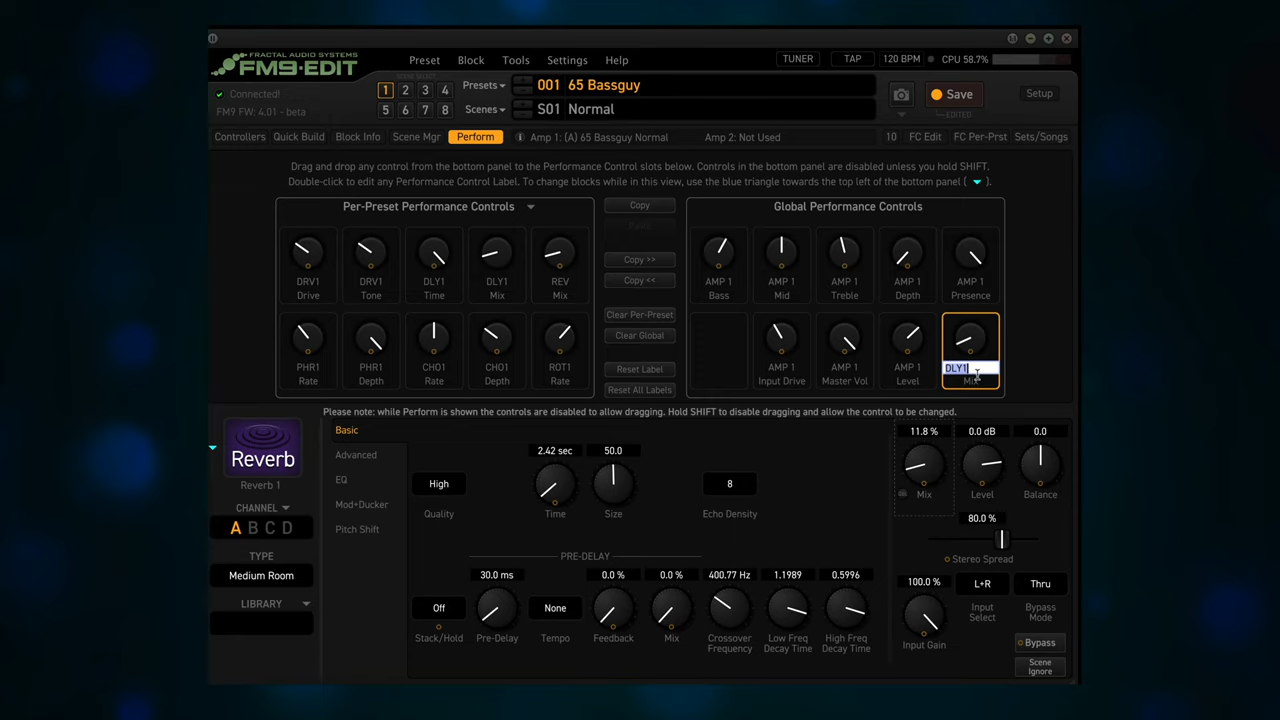 FRACTAL AUDIO SYSTEMS
FM9-EDIT
Preset Block Tools Settings Help
TUNER TAP 120 BPM CPU 58.7%
Connected!
FM9 FW: 4.01 - beta
SCENE SELECT
1 2 3 4
5 6 7 8
Presets 001 65 Bassguy
Scenes S01 Normal
Save
EDITED
Setup
Controllers Quick Build Block Info Scene Mgr Perform Amp 1: (A) 65 Bassguy Normal Amp 2: Not Used 10 FC Edit FC Per-Prst Sets/Songs
Drag and drop any control from the bottom panel to the Performance Control slots below. Controls in the bottom panel are disabled unless you hold SHIFT.
Double-click to edit any Performance Control Label. To change blocks while in this view, use the blue triangle towards the top left of the bottom panel ( ).
Per-Preset Performance Controls
DRV1 DRV1 DLY1 DLY1 REV
Drive Tone Time Mix Mix
PHR1 PHR1 CHO1 CHO1 ROT1
Rate Depth Rate Depth Rate
Copy
Paste
Copy >>
Copy <<
Clear Per-Preset
Clear Global
Reset Label
Reset All Labels
Global Performance Controls
AMP 1 AMP 1 AMP 1 AMP 1 AMP 1
Bass Mid Treble Depth Presence
AMP 1 AMP 1 AMP 1 DLY1
Input Drive Master Vol Level Mix
Please note: while Perform is shown the controls are disabled to allow dragging. Hold SHIFT to disable dragging and allow the control to be changed.
Reverb
Reverb 1
CHANNEL
A B C D
TYPE
Medium Room
LIBRARY
Basic
Advanced
EQ
Mod+Ducker
Pitch Shift
High
Quality
2.42 sec 50.0
Time Size
8
Echo Density
PRE-DELAY
30.0 ms 0.0 % 0.0 % 400.77 Hz 1.1989 0.5996
Off None
Stack/Hold Pre-Delay Tempo Feedback Mix Crossover Frequency Low Freq Decay Time High Freq Decay Time
11.8 % 0.0 dB 0.0
Mix Level Balance
80.0 %
Stereo Spread
100.0 % L+R Thru
Input Gain Input Select Bypass Mode
Bypass
Scene Ignore